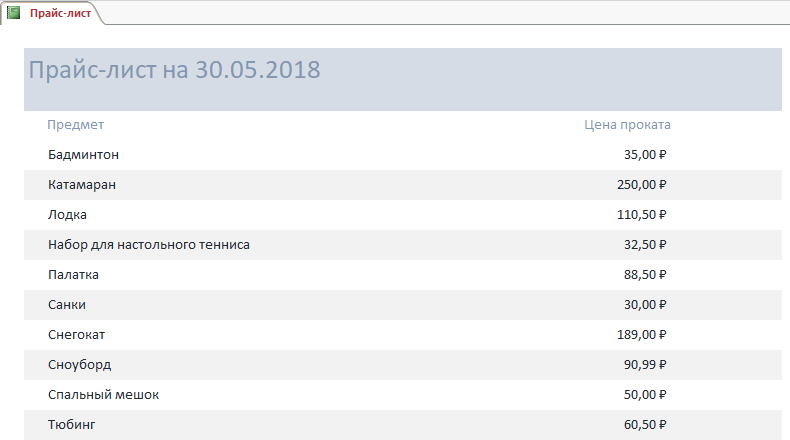 Прайс-лист
Прайс-лист на 30.05.2018
Предмет Цена проката
Бадминтон 35,00 ₽
Катамаран 250,00 ₽
Лодка 110,50 ₽
Набор для настольного тенниса 32,50 ₽
Палатка 88,50 ₽
Санки 30,00 ₽
Снегокат 189,00 ₽
Сноуборд 90,99 ₽
Спальный мешок 50,00 ₽
Тюбинг 60,50 ₽